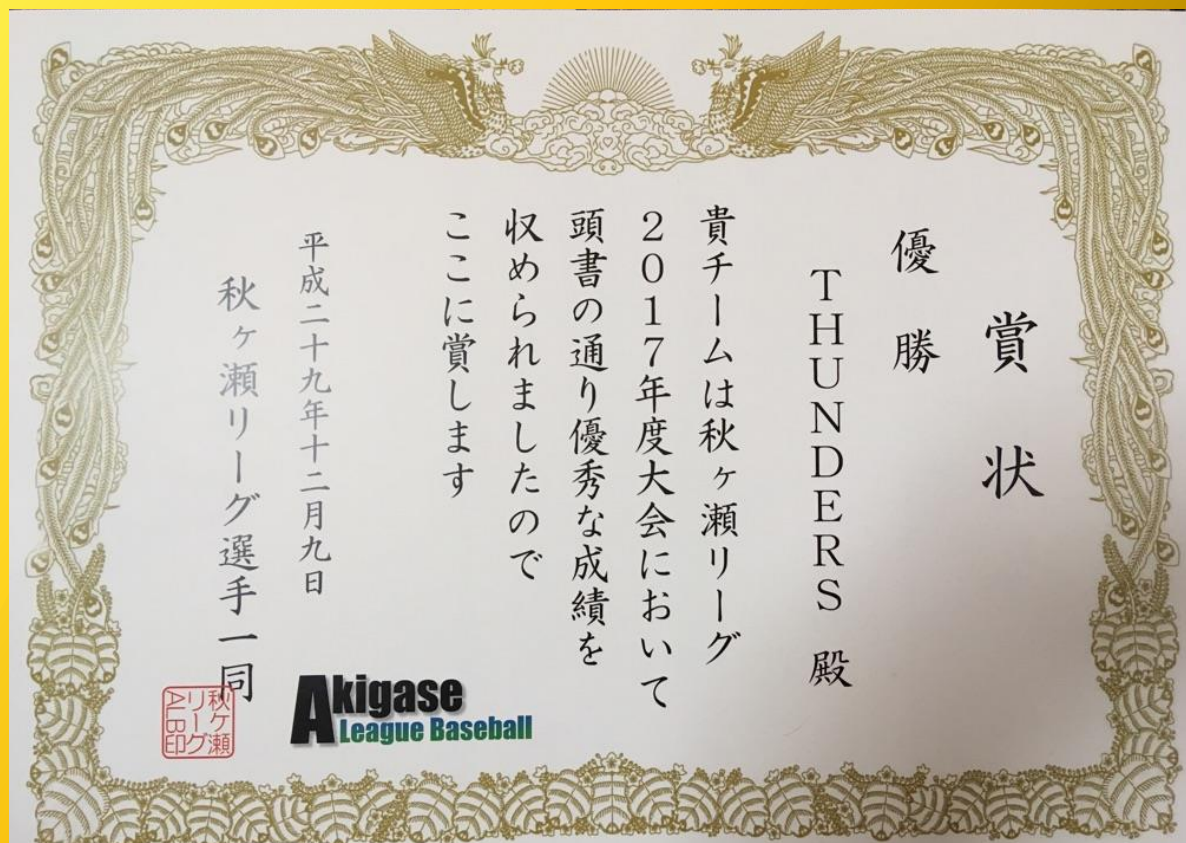 賞状
優勝
THUNDERS 殿
貴チームは秋ヶ瀬リーグ
2017年度大会において
頭書の通り優秀な成績を
収められましたので
ここに賞します
平成二十九年十二月九日
秋ヶ瀬リーグ選手一同
秋ヶ瀬
リーグ
ALB印
Akigase
League Baseball